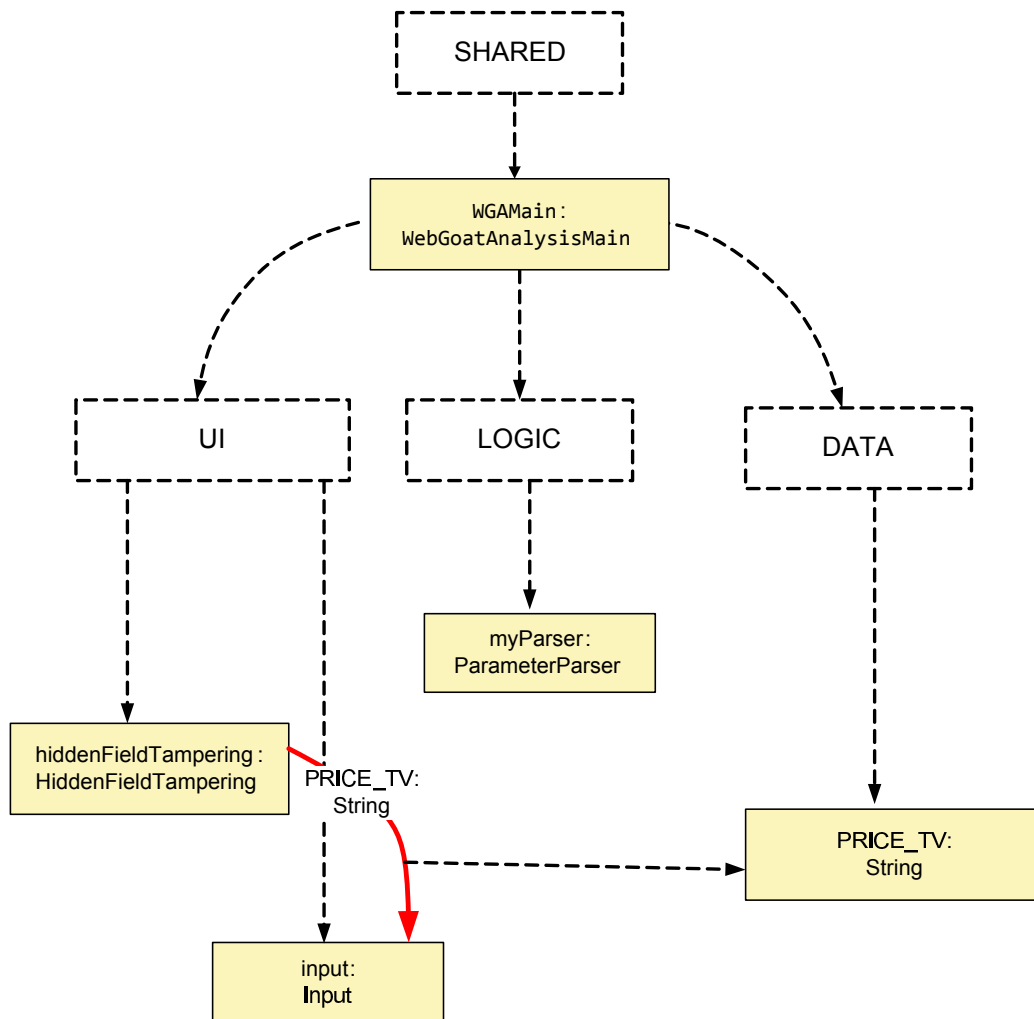 SHARED
WGAMain:
WebGoatAnalysisMain
UI
LOGIC
DATA
myParser:
ParameterParser
hiddenFieldTampering:
HiddenFieldTampering
PRICE_TV:
String
PRICE_TV:
String
input:
Input